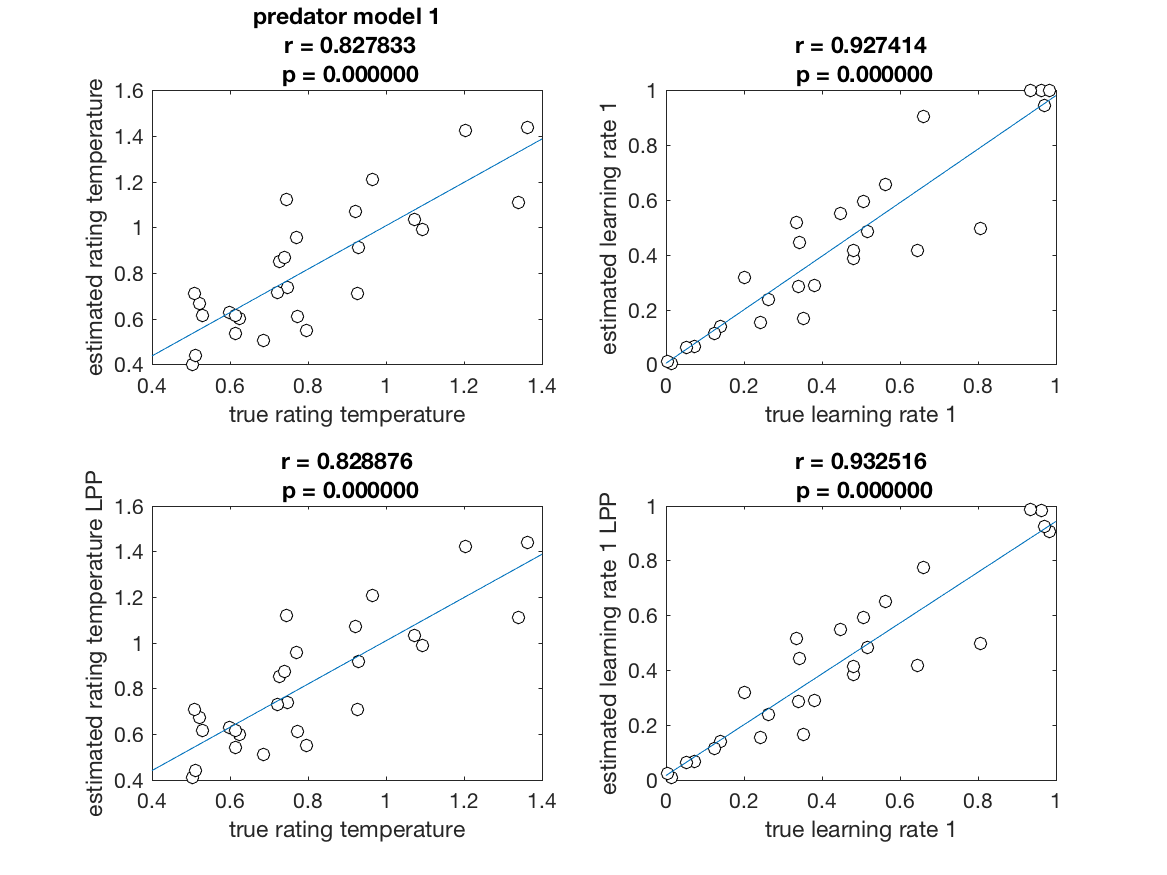 predator model 1
r = 0.827833
p = 0.000000
estimated rating temperature
1.6
1.4
1.2
1
0.8
0.6
0.4
0.4 0.6 0.8 1 1.2 1.4
true rating temperature
r = 0.927414
p = 0.000000
estimated learning rate 1
1
0.8
0.6
0.4
0.2
0
0 0.2 0.4 0.6 0.8 1
true learning rate 1
r = 0.828876
p = 0.000000
estimated rating temperature LPP
1.6
1.4
1.2
1
0.8
0.6
0.4
0.4 0.6 0.8 1 1.2 1.4
true rating temperature
r = 0.932516
p = 0.000000
estimated learning rate 1 LPP
1
0.8
0.6
0.4
0.2
0
0 0.2 0.4 0.6 0.8 1
true learning rate 1